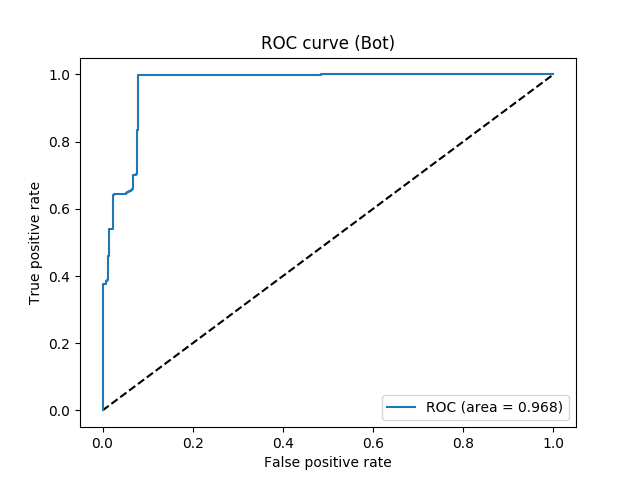 ROC curve (Bot)
True positive rate
1.0
0.8
0.6
0.4
0.2
0.0
ROC (area = 0.968)
0.0 0.2 0.4 0.6 0.8 1.0
False positive rate